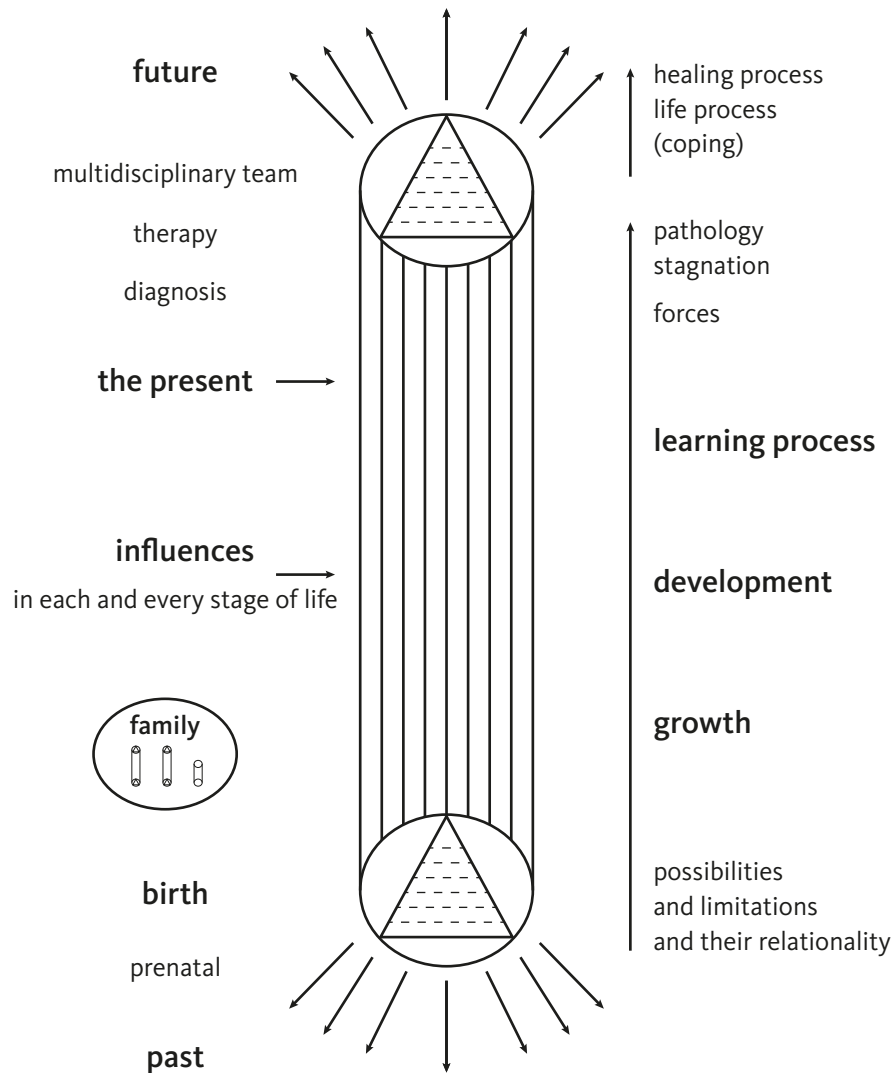 future
multidisciplinary team
therapy
diagnosis
the present
influences
in each and every stage of life
family
birth
prenatal
past
healing process
life process
(coping)
pathology
stagnation
forces
learning process
development
growth
possibilities
and limitations
and their relationality